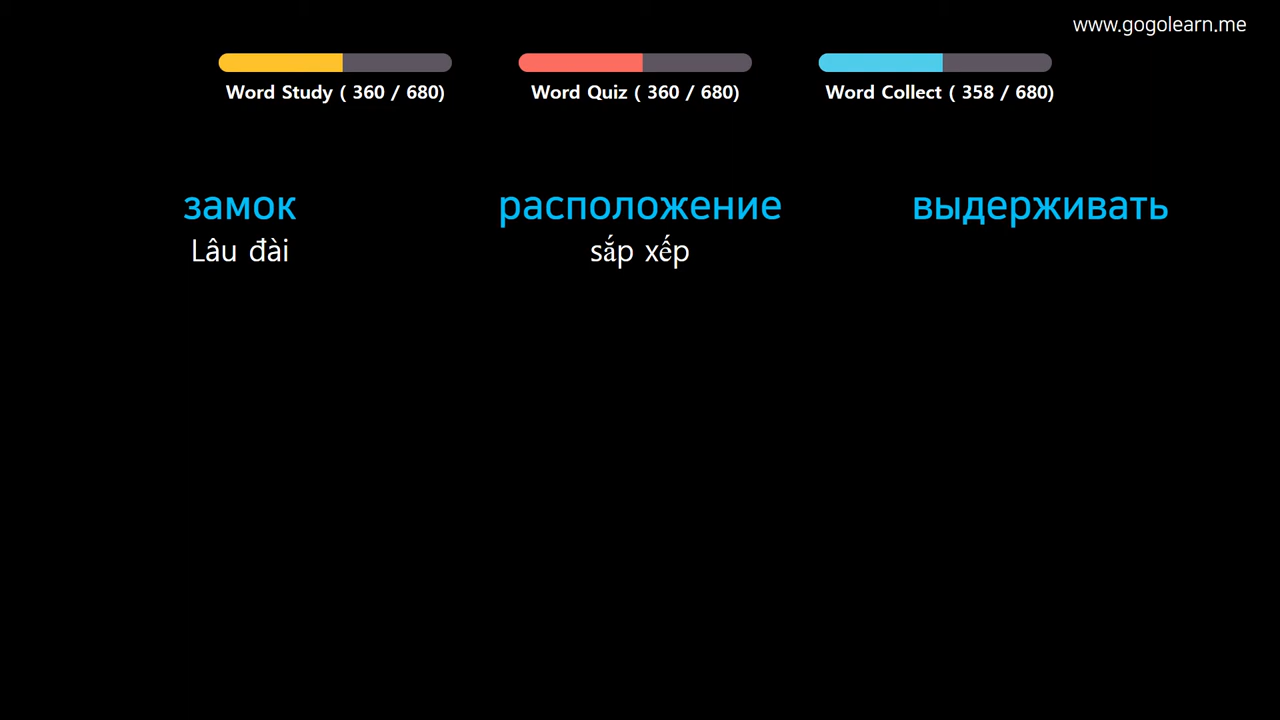 www.gogolearn.me
Word Study ( 360 / 680)
Word Quiz ( 360 / 680)
Word Collect ( 358 / 680)
замок
расположение
выдерживать
Lâu đài
sắp xếp